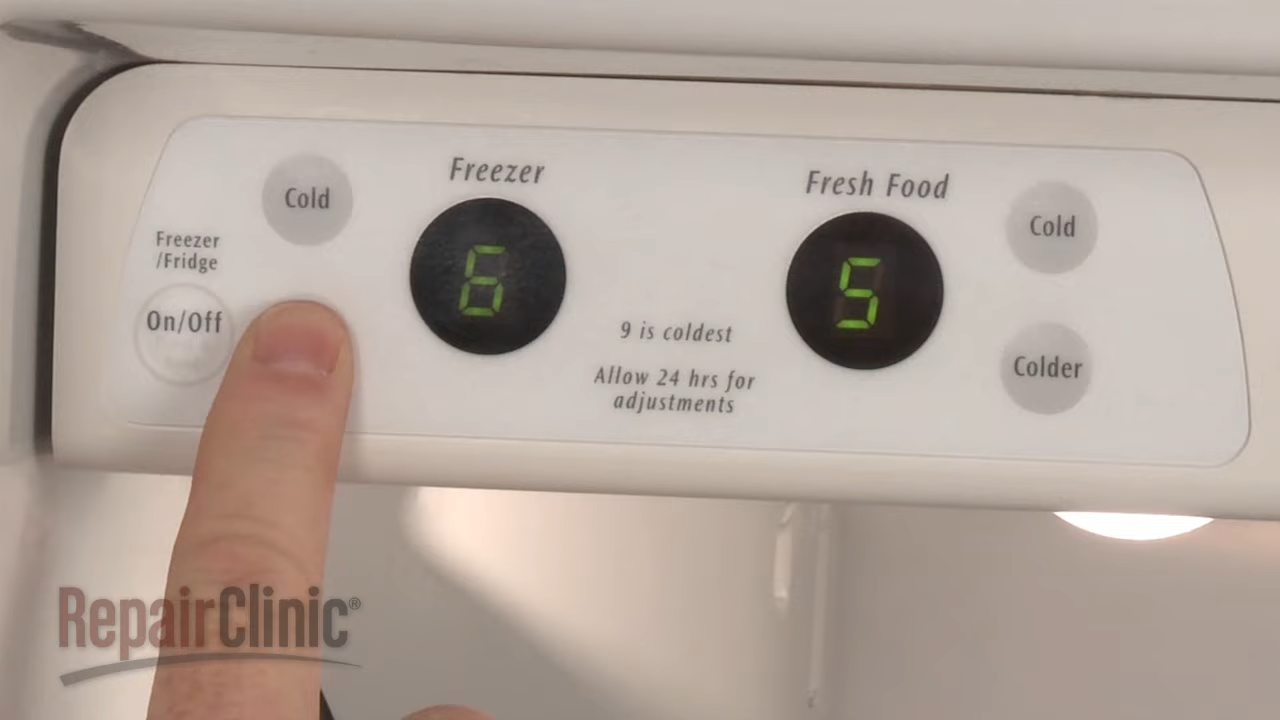 Cold
Freezer
/Fridge
On/Off
Freezer
6
9 is coldest
Allow 24 hrs for
adjustments
Fresh Food
5
Cold
Colder
RepairClinic®